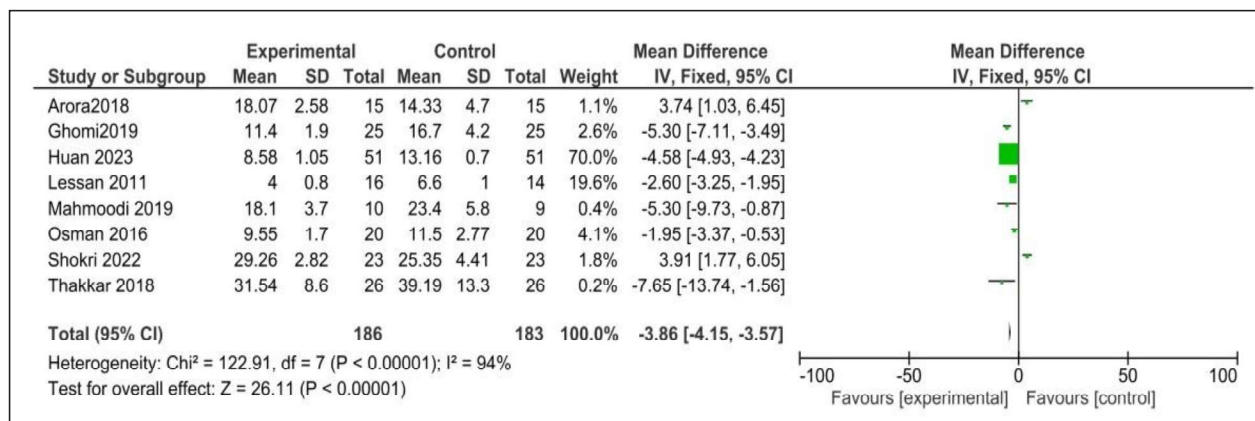 Experimental Control Mean Difference Mean Difference
Study or Subgroup Mean SD Total Mean SD Total Weight IV, Fixed, 95% CI IV, Fixed, 95% CI
Arora2018 18.07 2.58 15 14.33 4.7 15 1.1% 3.74 [1.03, 6.45]
Ghomi2019 11.4 1.9 25 16.7 4.2 25 2.6% -5.30 [-7.11, -3.49]
Huan 2023 8.58 1.05 51 13.16 0.7 51 70.0% -4.58 [-4.93, -4.23]
Lessan 2011 4 0.8 16 6.6 1 14 19.6% -2.60 [-3.25, -1.95]
Mahmoodi 2019 18.1 3.7 10 23.4 5.8 9 0.4% -5.30 [-9.73, -0.87]
Osman 2016 9.55 1.7 20 11.5 2.77 20 4.1% -1.95 [-3.37, -0.53]
Shokri 2022 29.26 2.82 23 25.35 4.41 23 1.8% 3.91 [1.77, 6.05]
Thakkar 2018 31.54 8.6 26 39.19 13.3 26 0.2% -7.65 [-13.74, -1.56]
Total (95% CI) 186 183 100.0% -3.86 [-4.15, -3.57]
Heterogeneity: Chi² = 122.91, df = 7 (P < 0.00001); I² = 94%
Test for overall effect: Z = 26.11 (P < 0.00001)
-100 -50 0 50 100
Favours [experimental] Favours [control]